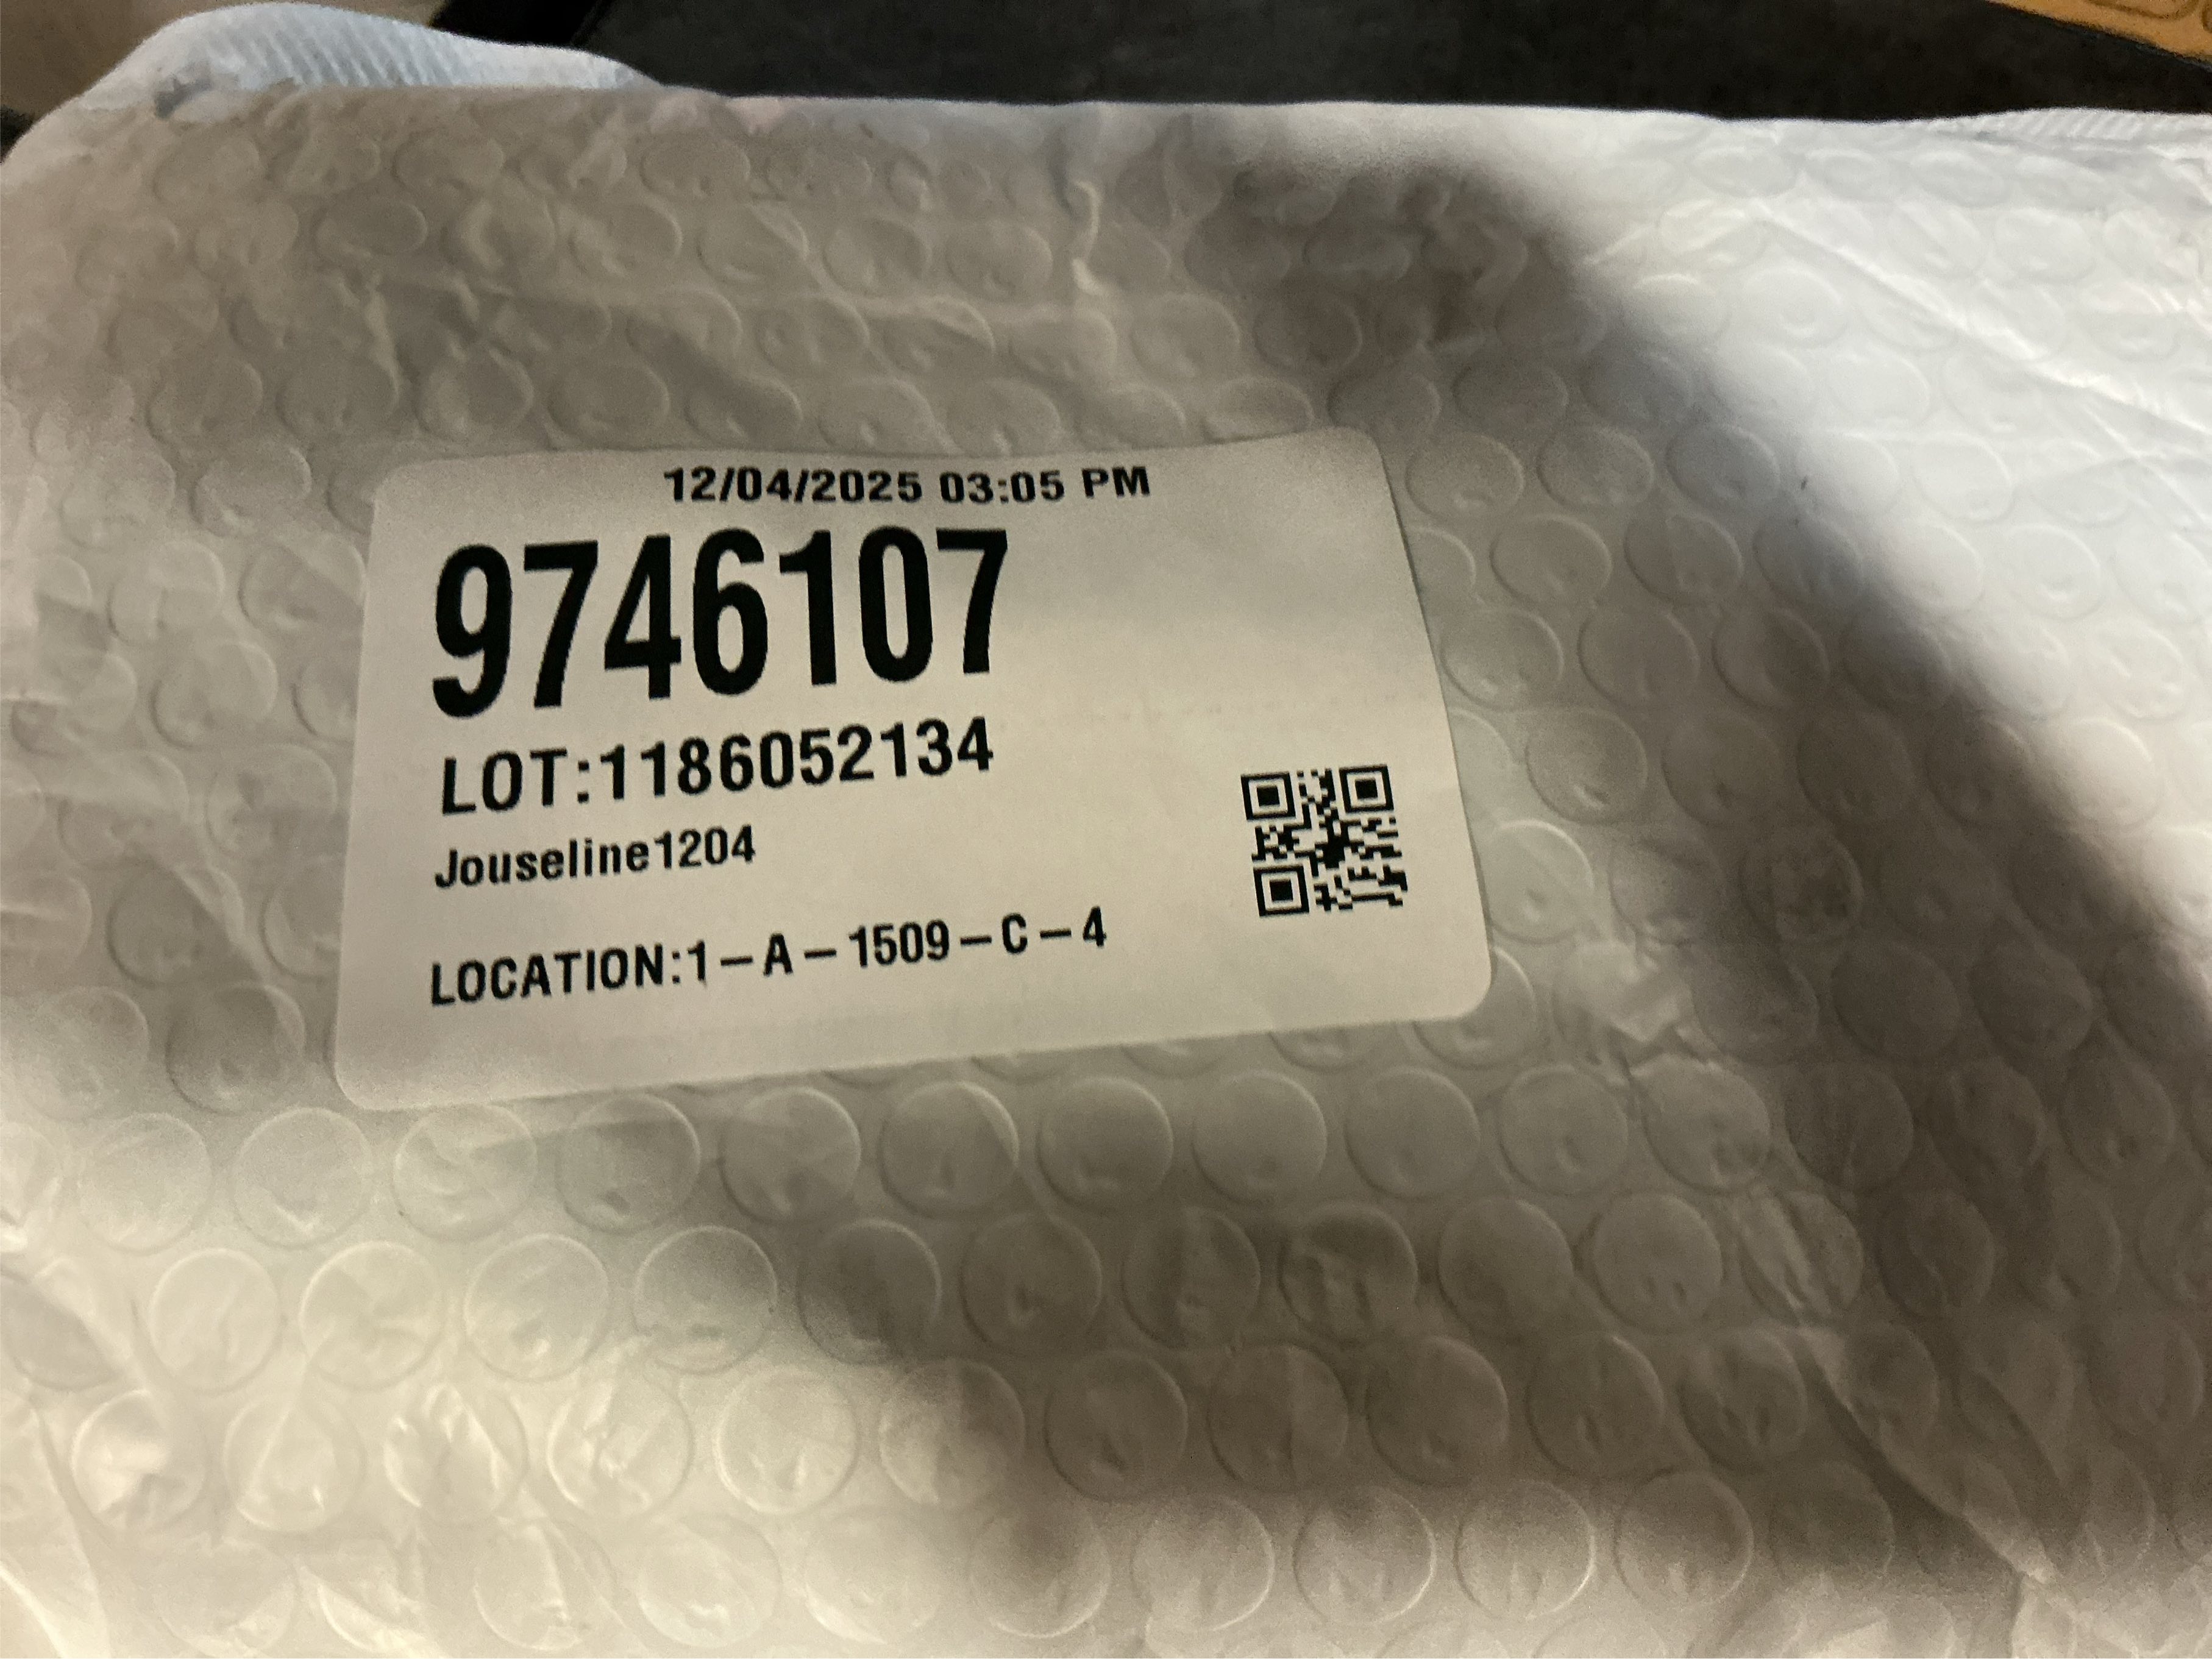 12/04/2025 03:05 PM
9746107
LOT:1186052134
Jouseline1204
LOCATION:1-A-1509-C-4